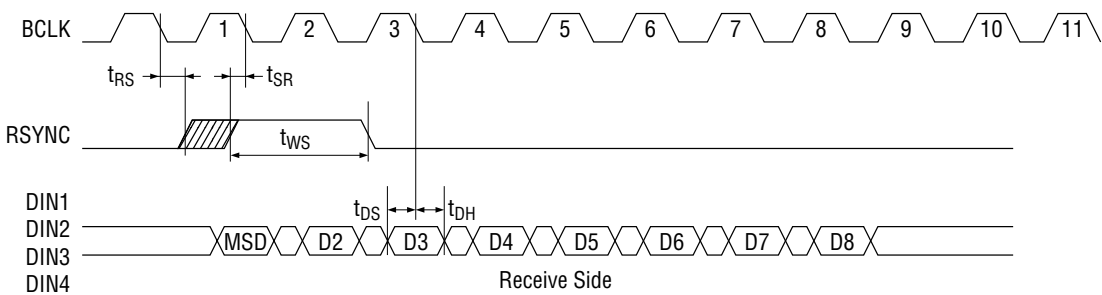 BCLK 1 2 3 4 5 6 7 8 9 10 11
tRS tSR
RSYNC tWS
DIN1
DIN2
DIN3
DIN4
tDS tDH
MSD D2 D3 D4 D5 D6 D7 D8
Receive Side